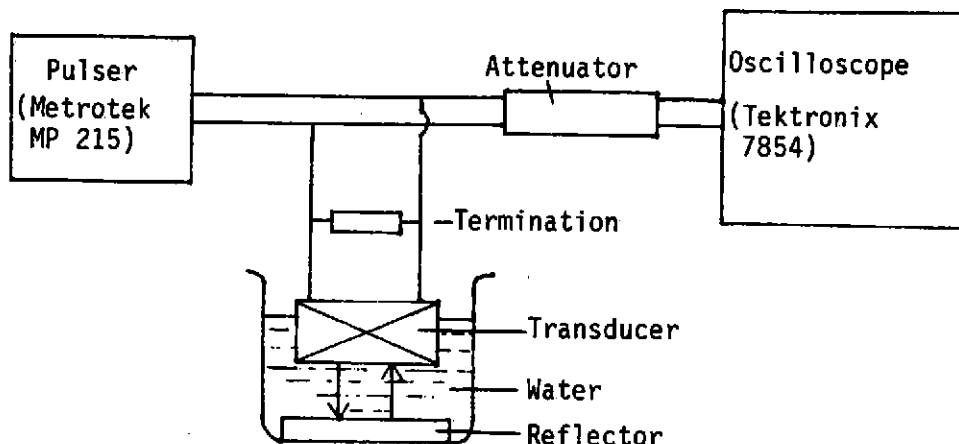 Pulser
(Metrotek
MP 215)
Attenuator
Oscilloscope
(Tektronix
7854)
Termination
Transducer
Water
Reflector